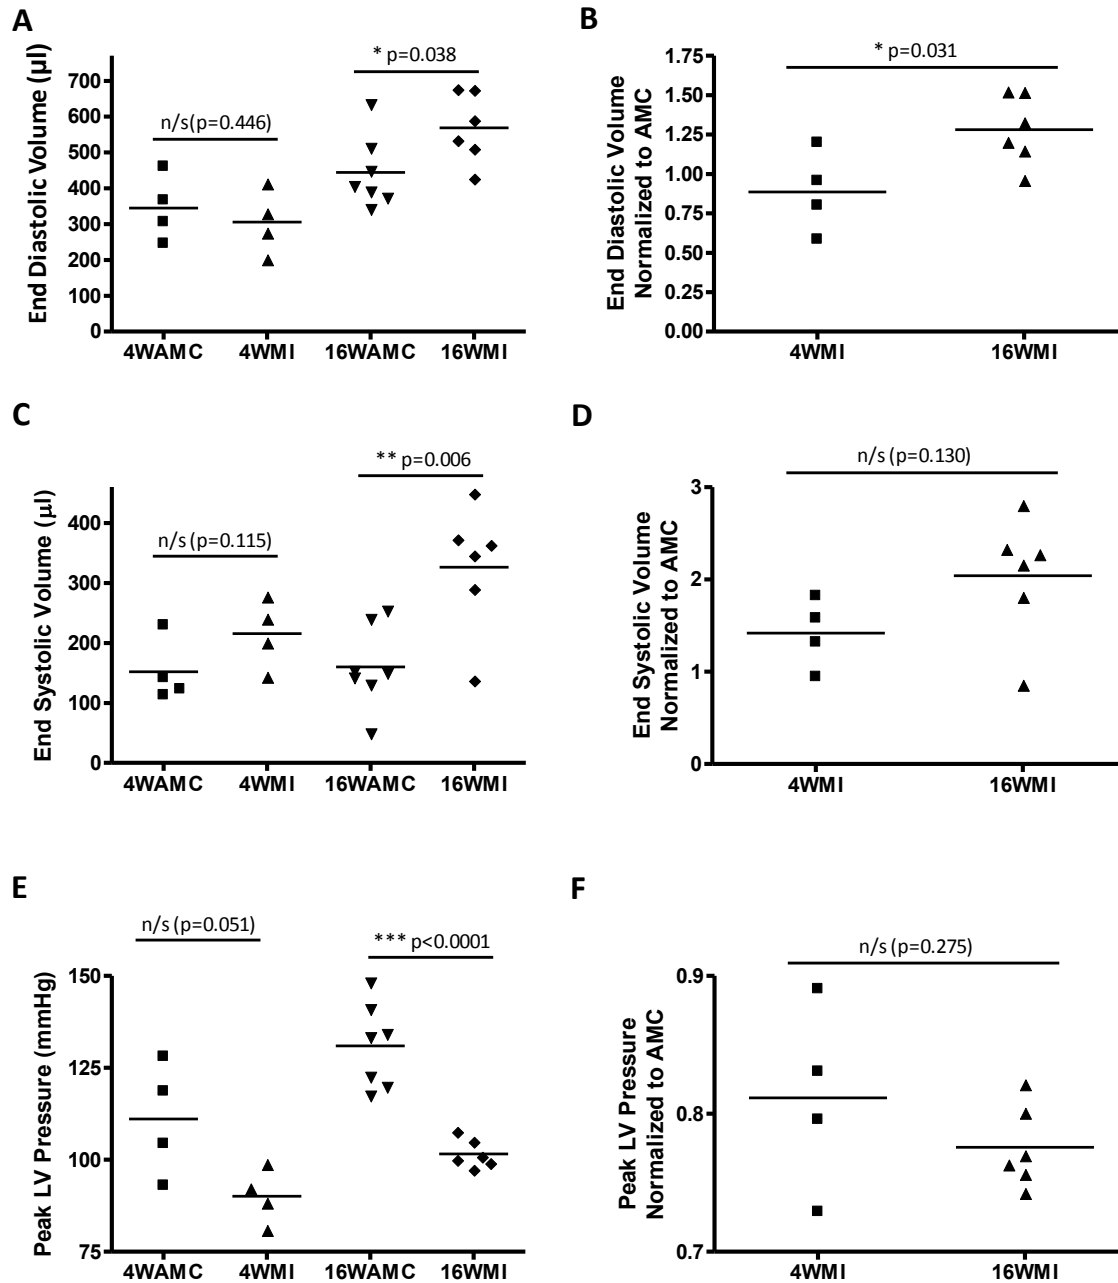 A
End Diastolic Volume (µl)
700
600
500
400
300
200
100
0
n/s(p=0.446)
* p=0.038
4WAMC 4WMI 16WAMC 16WMI
B
End Diastolic Volume
Normalized to AMC
1.75
1.50
1.25
1.00
0.75
0.50
0.25
0.00
* p=0.031
4WMI 16WMI
C
End Systolic Volume (µl)
400
300
200
100
0
n/s (p=0.115)
** p=0.006
4WAMC 4WMI 16WAMC 16WMI
D
End Systolic Volume
Normalized to AMC
3
2
1
0
n/s (p=0.130)
4WMI 16WMI
E
Peak LV Pressure (mmHg)
150
125
100
75
n/s (p=0.051)
*** p<0.0001
4WAMC 4WMI 16WAMC 16WMI
F
Peak LV Pressure
Normalized to AMC
0.9
0.8
0.7
n/s (p=0.275)
4WMI 16WMI